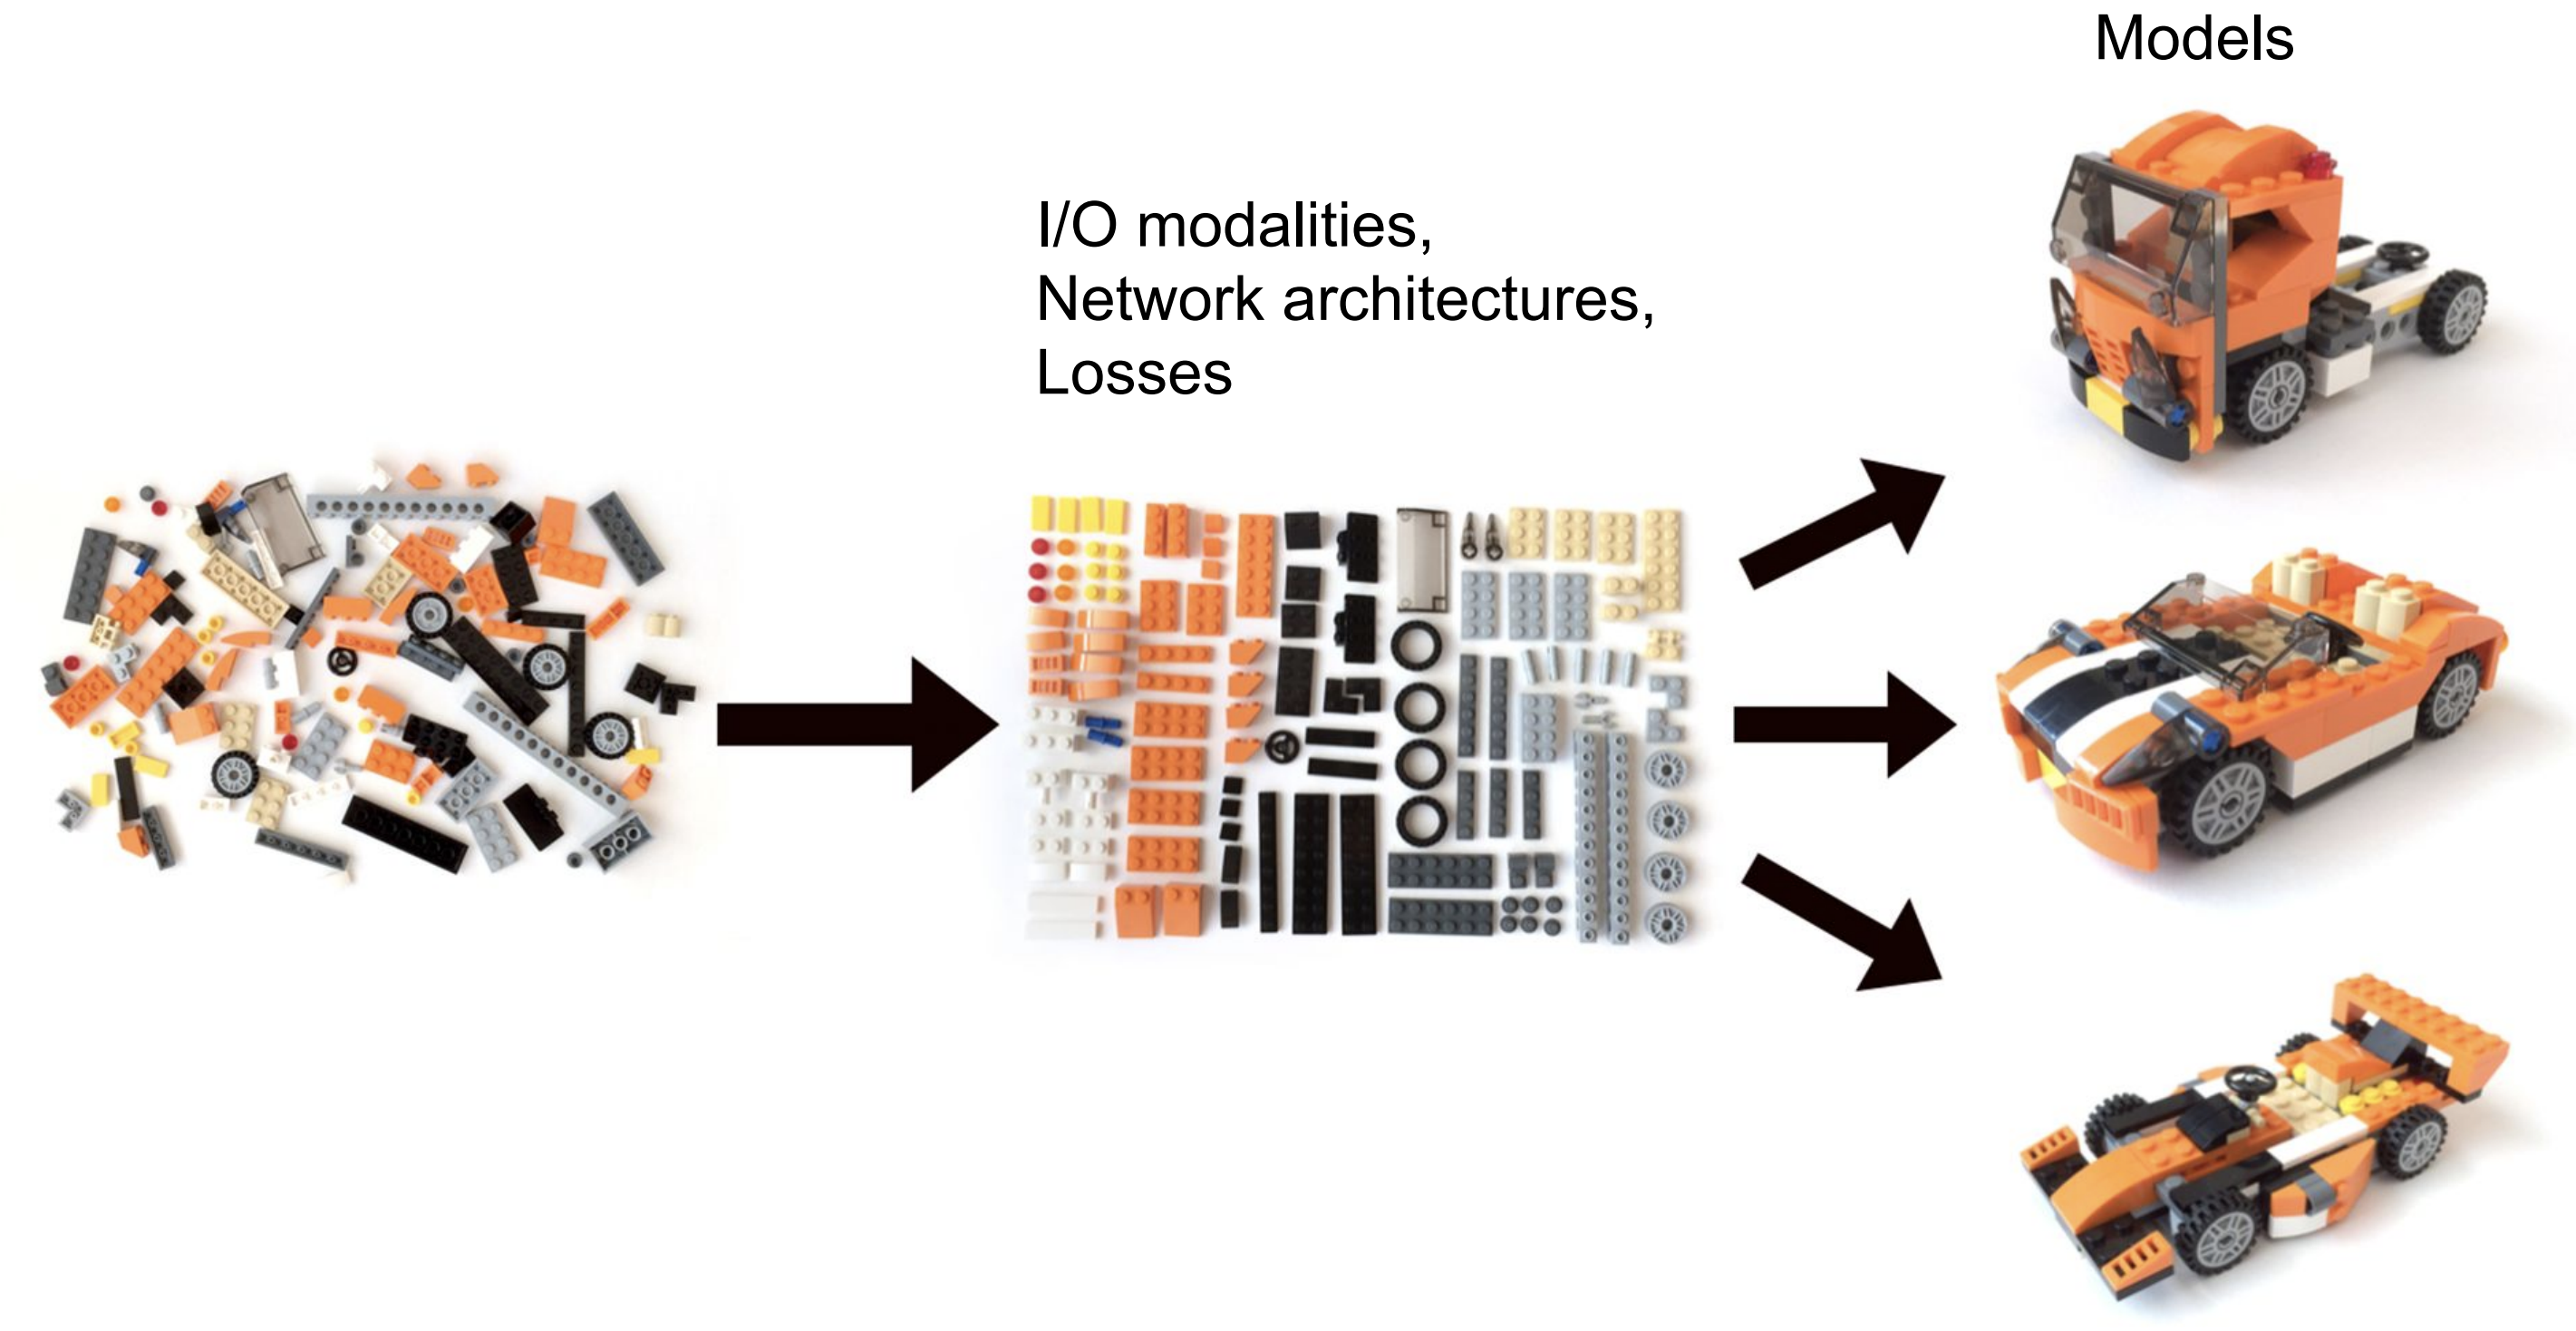 Models
I/O modalities,
Network architectures,
Losses